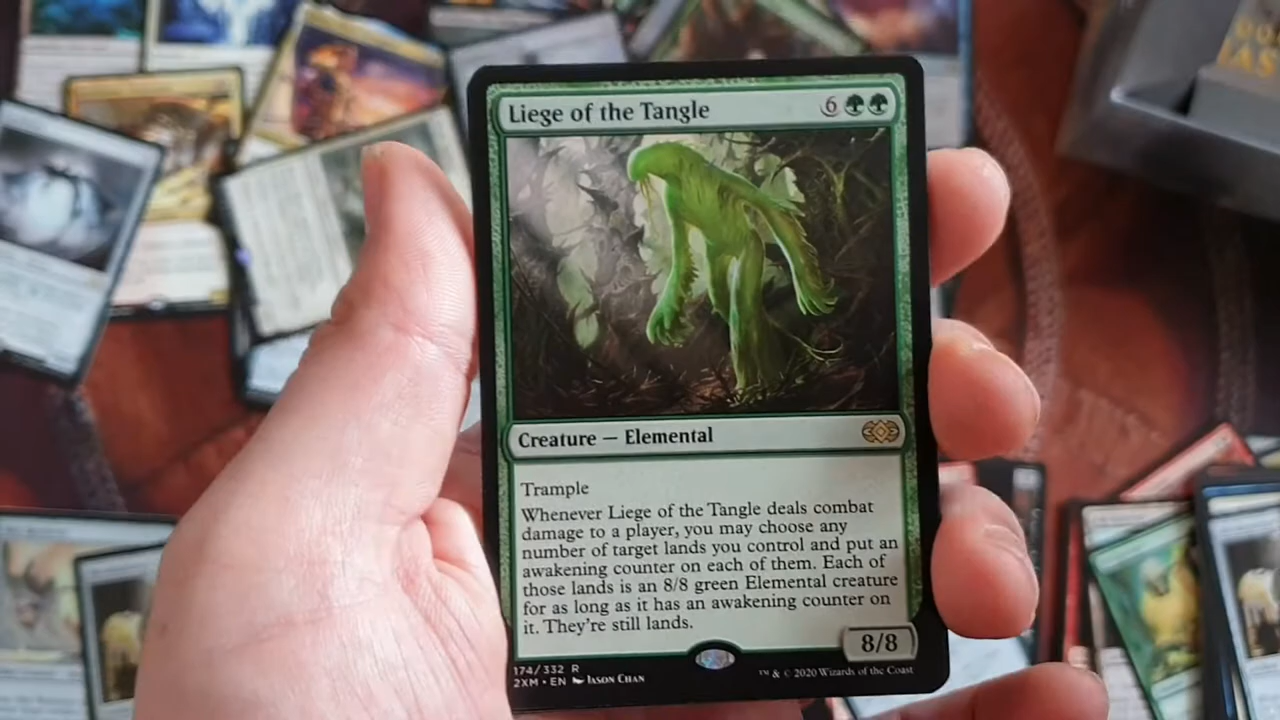 Liege of the Tangle 6
Creature — Elemental
Trample
Whenever Liege of the Tangle deals combat
damage to a player, you may choose any
number of target lands you control and put an
awakening counter on each of them. Each of
those lands is an 8/8 green Elemental creature
for as long as it has an awakening counter on
it. They're still lands.
8/8
174/332 R
2XM • EN JASON CHAN
™ & © 2020 Wizards of the Coast